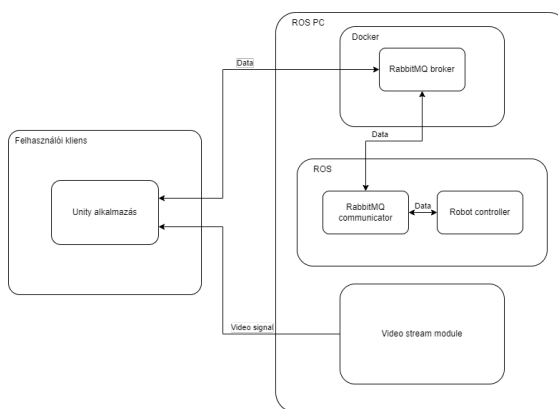 ROS PC
Docker
RabbitMQ broker
Data
Data
Felhasználói kliens
Unity alkalmazás
ROS
RabbitMQ
communicator
Data
Robot controller
Video signal
Video stream module